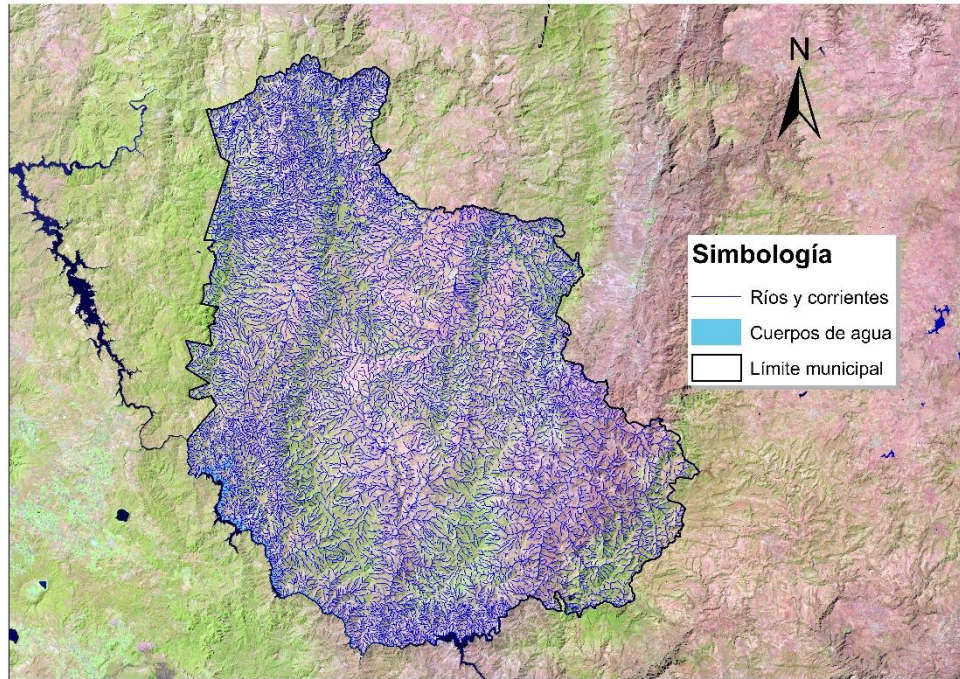 N
Simbología
Ríos y corrientes
Cuerpos de agua
Límite municipal